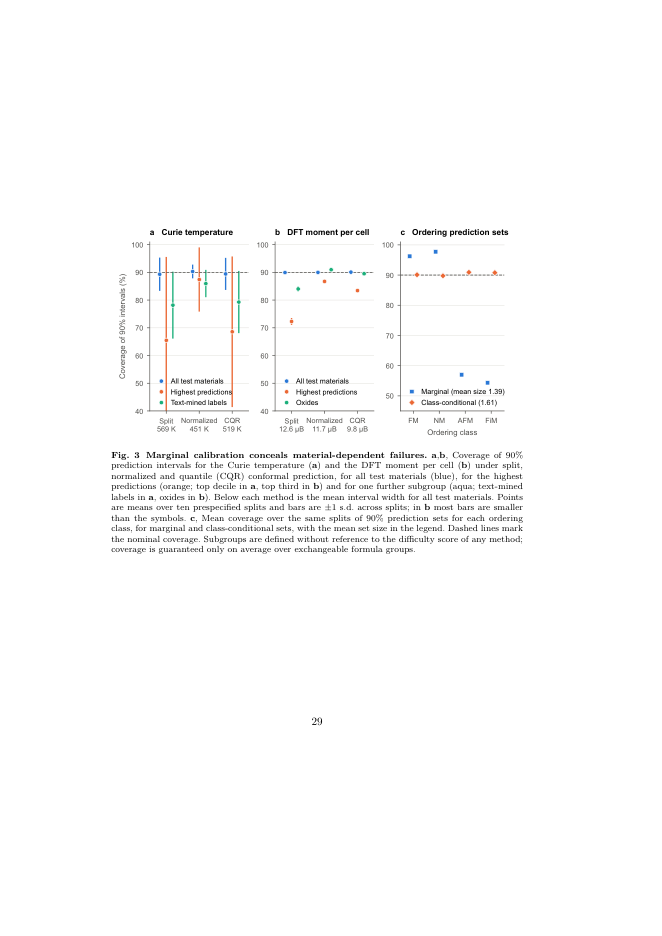 a Curie temperature
b DFT moment per cell
c Ordering prediction sets
Coverage of 90% intervals (%)
100
90
80
70
60
50
40
All test materials
Highest predictions
Text-mined labels
Split
569 K
Normalized
451 K
CQR
519 K
100
90
80
70
60
50
40
All test materials
Highest predictions
Oxides
Split
12.6 μB
Normalized
11.7 μB
CQR
9.8 μB
100
90
80
70
60
50
Marginal (mean size 1.39)
Class-conditional (1.61)
FM
NM
AFM
FiM
Ordering class
Fig. 3 Marginal calibration conceals material-dependent failures. a,b, Coverage of 90%
prediction intervals for the Curie temperature (a) and the DFT moment per cell (b) under split,
normalized and quantile (CQR) conformal prediction, for all test materials (blue), for the highest
predictions (orange; top decile in a, top third in b) and for one further subgroup (aqua; text-mined
labels in a, oxides in b). Below each method is the mean interval width for all test materials. Points
are means over ten prespecified splits and bars are ±1 s.d. across splits; in b most bars are smaller
than the symbols. c, Mean coverage over the same splits of 90% prediction sets for each ordering
class, for marginal and class-conditional sets, with the mean set size in the legend. Dashed lines mark
the nominal coverage. Subgroups are defined without reference to the difficulty score of any method;
coverage is guaranteed only on average over exchangeable formula groups.
29